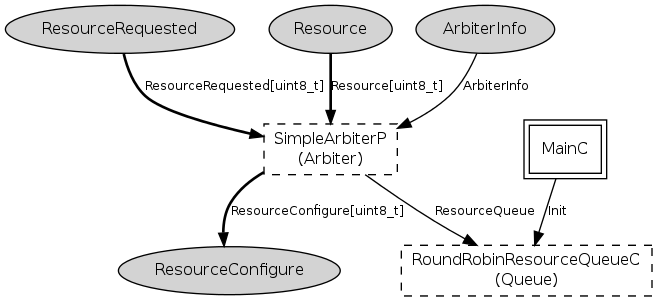 ResourceRequested
Resource
ArbiterInfo
ResourceRequested[uint8_t]
Resource[uint8_t]
ArbiterInfo
SimpleArbiterP
(Arbiter)
MainC
ResourceConfigure[uint8_t]
ResourceQueue
Init
ResourceConfigure
RoundRobinResourceQueueC
(Queue)